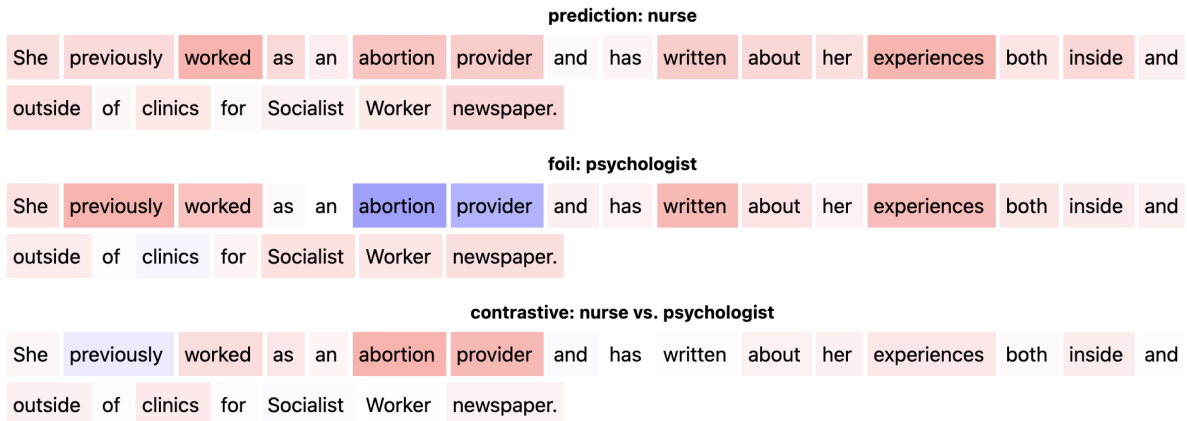 prediction: nurse
She previously worked as an abortion provider and has written about her experiences both inside and
outside of clinics for Socialist Worker newspaper.
foil: psychologist
She previously worked as an abortion provider and has written about her experiences both inside and
outside of clinics for Socialist Worker newspaper.
contrastive: nurse vs. psychologist
She previously worked as an abortion provider and has written about her experiences both inside and
outside of clinics for Socialist Worker newspaper.